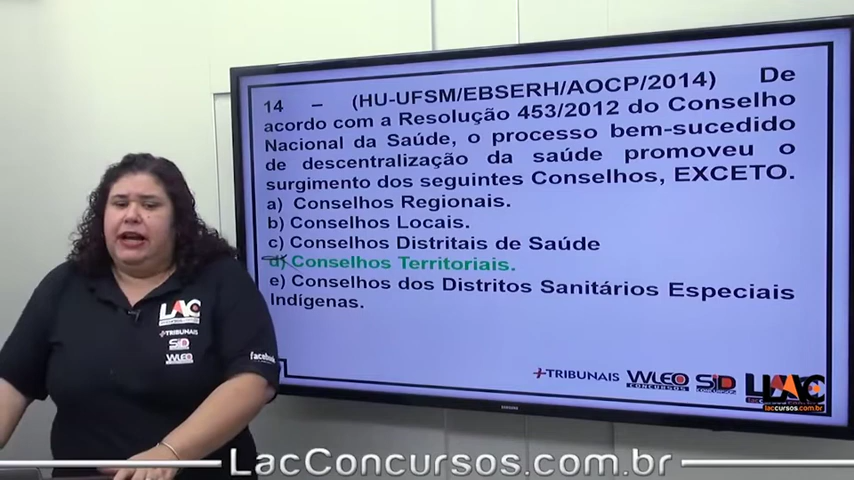 14 – (HU-UFSM/EBSERH/AOCP/2014) De
acordo com a Resolução 453/2012 do Conselho
Nacional da Saúde, o processo bem-sucedido
de descentralização da saúde promoveu o
surgimento dos seguintes Conselhos, EXCETO.
a) Conselhos Regionais.
b) Conselhos Locais.
c) Conselhos Distritais de Saúde
d) Conselhos Territoriais.
e) Conselhos dos Distritos Sanitários Especiais
Indígenas.
+TRIBUNAIS WLEO CONCURSOS SID LAC
LacConcursos.com.br
LAC
+TRIBUNAIS
SID
WLEO
facebook
LacConcursos.com.br